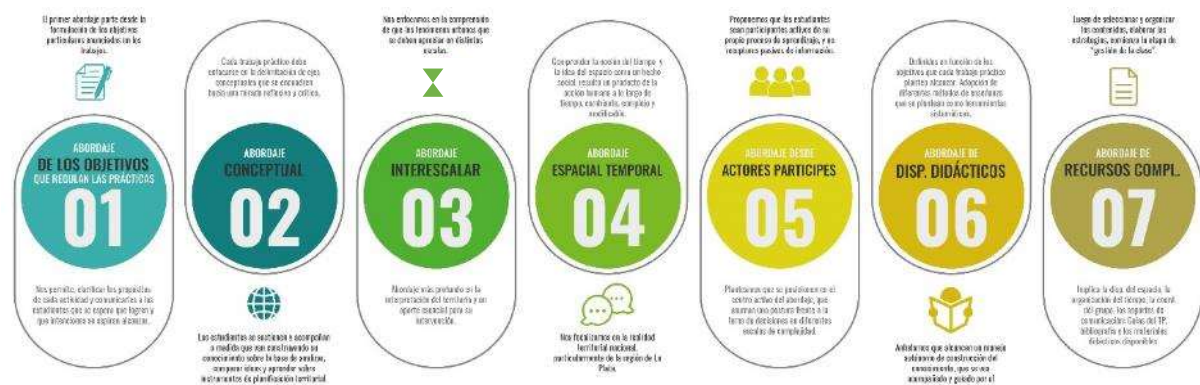 El primer abordaje parte desde la
formulación de los objetivos
particulares enunciados en los
trabajos.
ABORDAJE
DE LOS OBJETIVOS
QUE REGULAN LAS PRÁCTICAS
01
Nos permite, clarificar los propósitos
de cada actividad y comunicarles a los
estudiantes que se espera que logren y
que intenciones se aspiran alcanzar.
Cada trabajo práctico debe
enfocarse en la delimitación de ejes
conceptuales que se encuadren
hacia una mirada reflexiva y crítica.
ABORDAJE
CONCEPTUAL
02
Los estudiantes se sostienen y acompañan
a medida que van construyendo su
conocimiento sobre la base de analizar,
comparar ideas y aprender sobre
instrumentos de planificación territorial.
Nos enfocamos en la comprensión
de que los fenómenos urbanos que
se deben apreciar en distintas
escalas.
ABORDAJE
INTERESCALAR
03
Abordaje más profundo en la
interpretación del territorio y un
aporte esencial para su
intervención.
Comprender la noción del tiempo y
la idea del espacio como un hecho
social, resulta un producto de la
acción humana a lo largo de
tiempo, cambiante, complejo y
modificable.
ABORDAJE
ESPACIAL TEMPORAL
04
Nos focalizamos en la realidad
territorial nacional,
particularmente de la región de La
Plata.
Proponemos que los estudiantes
sean participantes activos de su
propio proceso de aprendizaje, y no
receptores pasivos de información.
ABORDAJE DESDE
ACTORES PARTICIPES
05
Planteamos que se posicionen en el
centro activo del abordaje, que
asuman una postura frente a la
toma de decisiones en diferentes
escalas de complejidad.
Definidos en función de los
objetivos que cada trabajo práctico
plantea alcanzar. Adopción de
diferentes métodos de enseñanza
que se plantean como herramientas
sistemáticas.
ABORDAJE DE
DISP. DIDÁCTICOS
06
Anhelamos que alcancen un manejo
autónomo de construcción del
conocimiento, que se vea
acompañado y guiado por el
Luego de seleccionar y organizar
los contenidos, elaborar las
estrategias, comienza la etapa de
"gestión de la clase".
ABORDAJE DE
RECURSOS COMPL.
07
Implica la disp. del espacio, la
organización del tiempo, la coord.
del grupo, los soportes de
comunicación: Guías del TP,
bibliografía y los materiales
didácticos disponibles